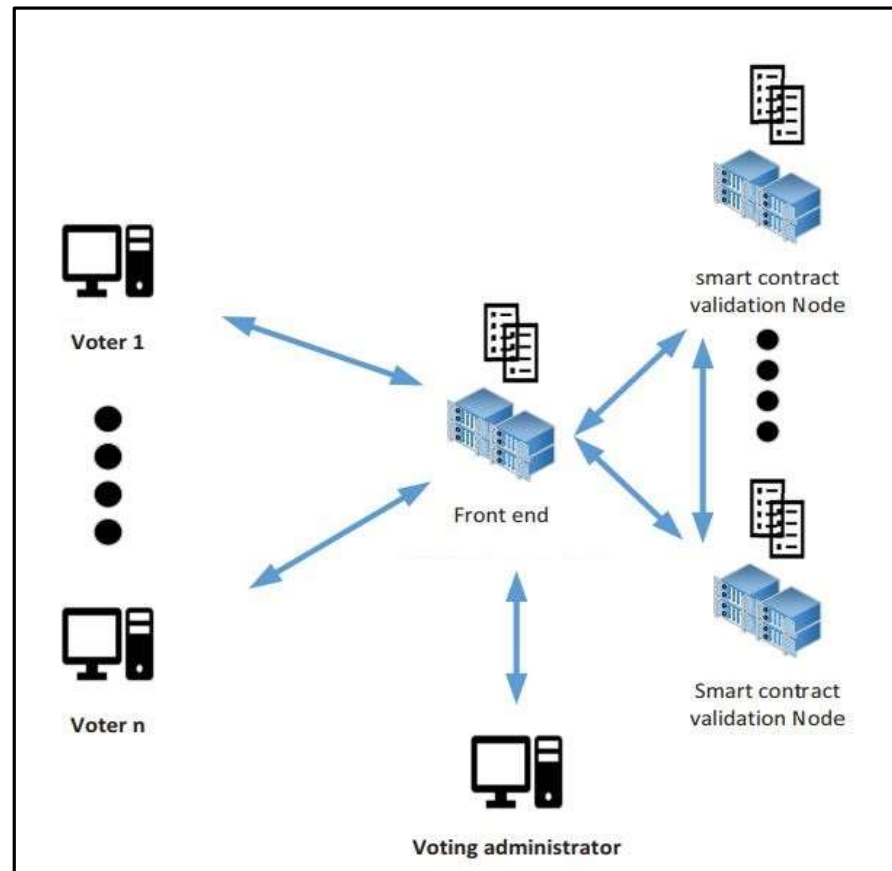 smart contract
validation Node
Voter 1
Front end
Smart contract
validation Node
Voter n
Voting administrator